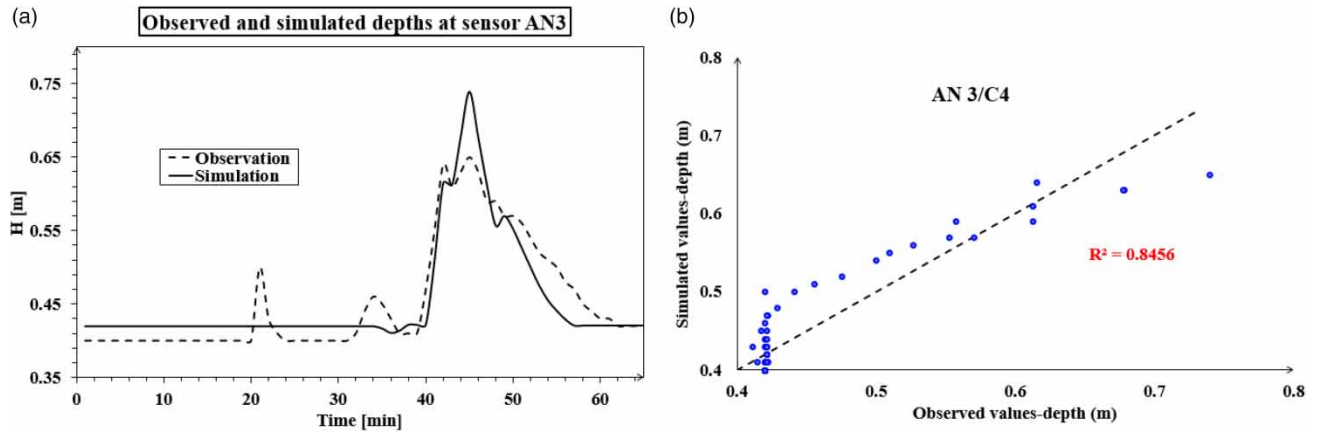 (a)
Observed and simulated depths at sensor AN3
0.75
0.65
0.55
0.45
0.35
H [m]
Observation
Simulation
0
10
20
30
40
50
60
Time [min]
(b)
0.8
0.7
0.6
0.5
0.4
Simulated values-depth (m)
AN 3/C4
R² = 0.8456
0.4
0.5
0.6
0.7
0.8
Observed values-depth (m)